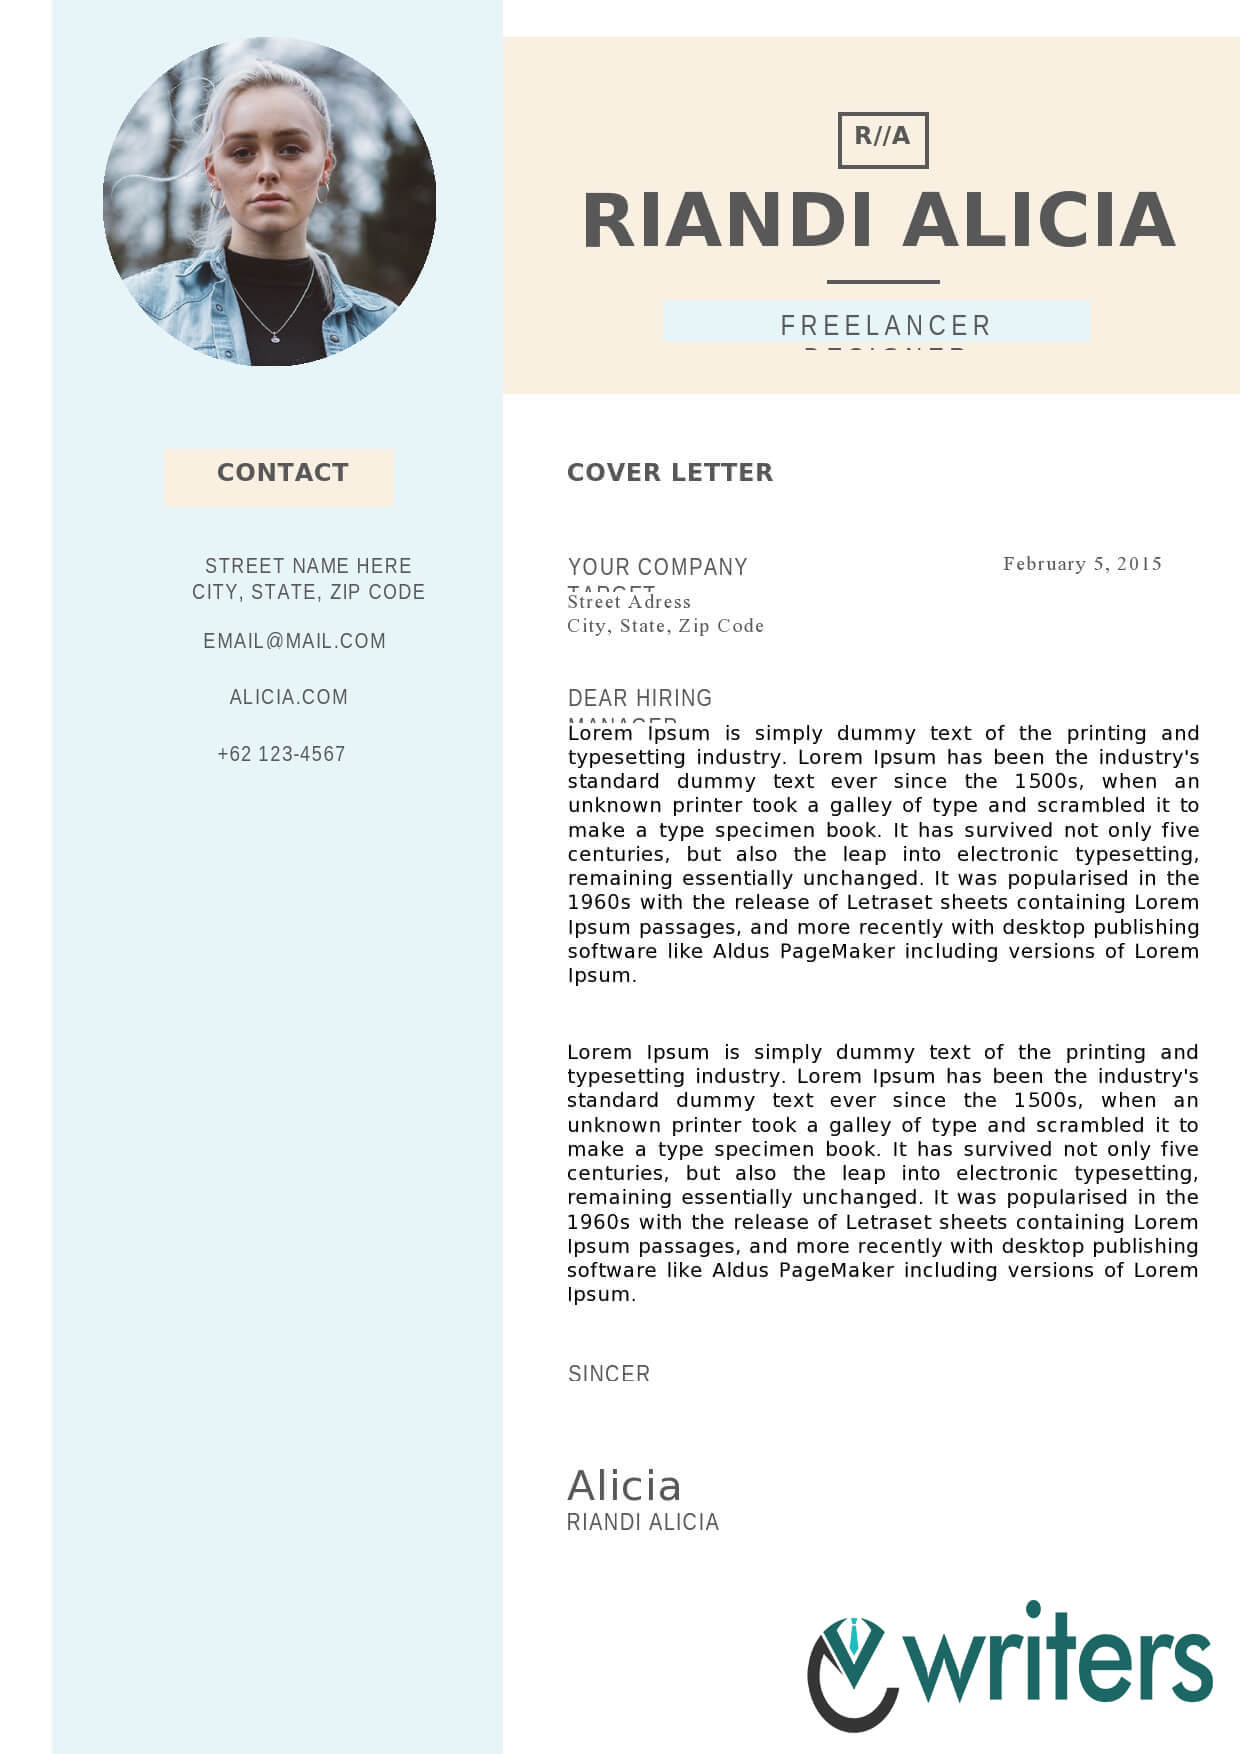 R//A
RIANDI ALICIA
FREELANCER
DESIGNER
CONTACT
STREET NAME HERE
CITY, STATE, ZIP CODE
EMAIL@MAIL.COM
ALICIA.COM
+62 123-4567
COVER LETTER
YOUR COMPANY
TARGET
February 5, 2015
Street Adress
City, State, Zip Code
DEAR HIRING
MANAGER
Lorem Ipsum is simply dummy text of the printing and
typesetting industry. Lorem Ipsum has been the industry's
standard dummy text ever since the 1500s, when an
unknown printer took a galley of type and scrambled it to
make a type specimen book. It has survived not only five
centuries, but also the leap into electronic typesetting,
remaining essentially unchanged. It was popularised in the
1960s with the release of Letraset sheets containing Lorem
Ipsum passages, and more recently with desktop publishing
software like Aldus PageMaker including versions of Lorem
Ipsum.
Lorem Ipsum is simply dummy text of the printing and
typesetting industry. Lorem Ipsum has been the industry's
standard dummy text ever since the 1500s, when an
unknown printer took a galley of type and scrambled it to
make a type specimen book. It has survived not only five
centuries, but also the leap into electronic typesetting,
remaining essentially unchanged. It was popularised in the
1960s with the release of Letraset sheets containing Lorem
Ipsum passages, and more recently with desktop publishing
software like Aldus PageMaker including versions of Lorem
Ipsum.
SINCER
Alicia
RIANDI ALICIA
cv writers